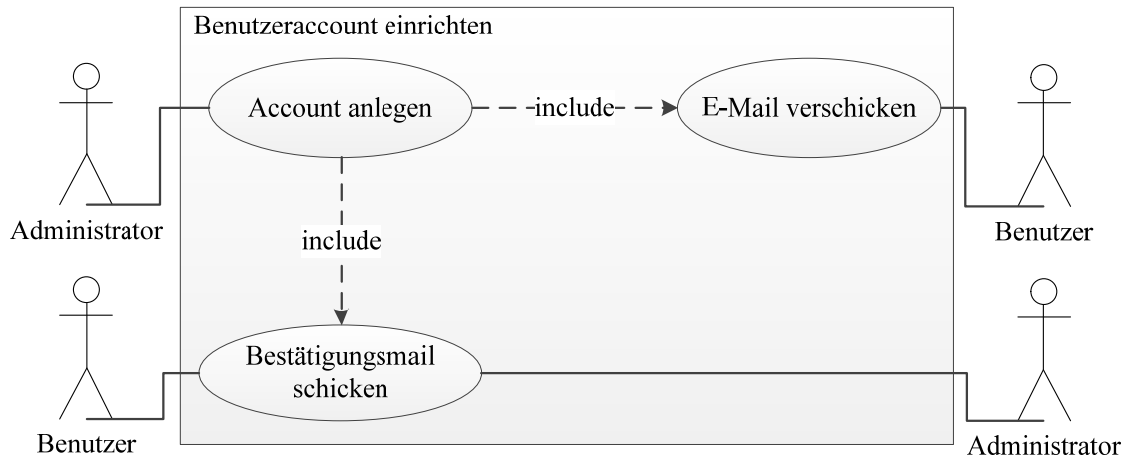 Benutzeraccount einrichten
Account anlegen
include
E-Mail verschicken
Administrator
Benutzer
include
Bestätigungsmail
schicken
Benutzer
Administrator